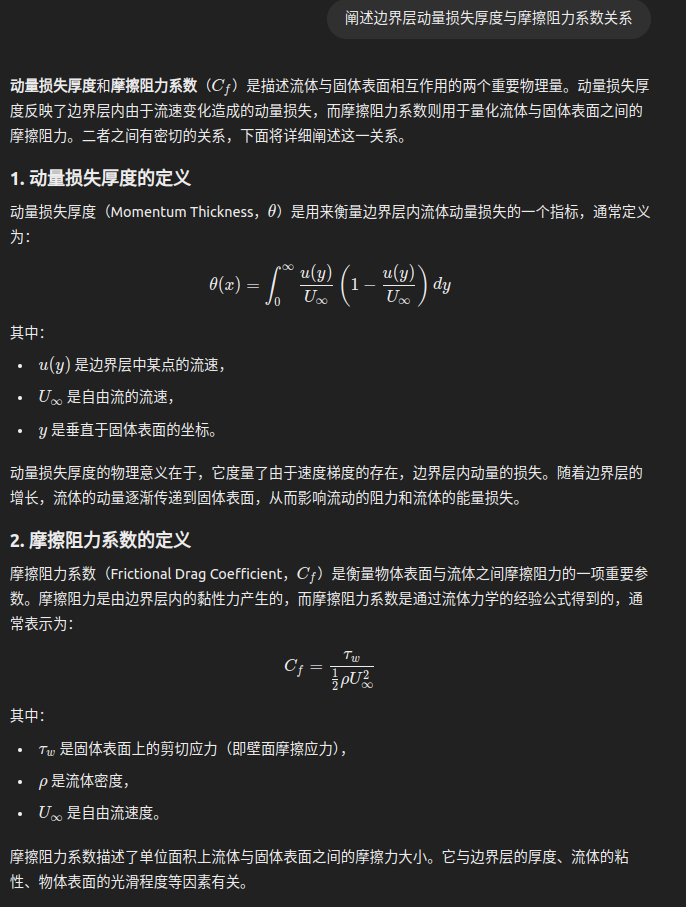 阐述边界层动量损失厚度与摩擦阻力系数关系
动量损失厚度和摩擦阻力系数（C_f）是描述流体与固体表面相互作用的两个重要物理量。动量损失厚
度反映了边界层内由于流速变化造成的动量损失，而摩擦阻力系数则用于量化流体与固体表面之间的
摩擦阻力。二者之间有密切的关系，下面将详细阐述这一关系。
1. 动量损失厚度的定义
动量损失厚度（Momentum Thickness，θ）是用来衡量边界层内流体动量损失的一个指标，通常定义
为：
θ(x) = ∫_0^∞ u(y)/U_∞ (1 − u(y)/U_∞) dy
其中：
• u(y) 是边界层中某点的流速，
• U_∞ 是自由流的流速，
• y 是垂直于固体表面的坐标。
动量损失厚度的物理意义在于，它度量了由于速度梯度的存在，边界层内动量的损失。随着边界层的
增长，流体的动量逐渐传递到固体表面，从而影响流动的阻力和流体的能量损失。
2. 摩擦阻力系数的定义
摩擦阻力系数（Frictional Drag Coefficient，C_f）是衡量物体表面与流体之间摩擦阻力的一项重要参
数。摩擦阻力是由边界层内的黏性力产生的，而摩擦阻力系数是通过流体力学的经验公式得到的，通
常表示为：
C_f = τ_w / (1/2 ρU_∞^2)
其中：
• τ_w 是固体表面上的剪切应力（即壁面摩擦应力），
• ρ 是流体密度，
• U_∞ 是自由流速度。
摩擦阻力系数描述了单位面积上流体与固体表面之间的摩擦力大小。它与边界层的厚度、流体的粘
性、物体表面的光滑程度等因素有关。